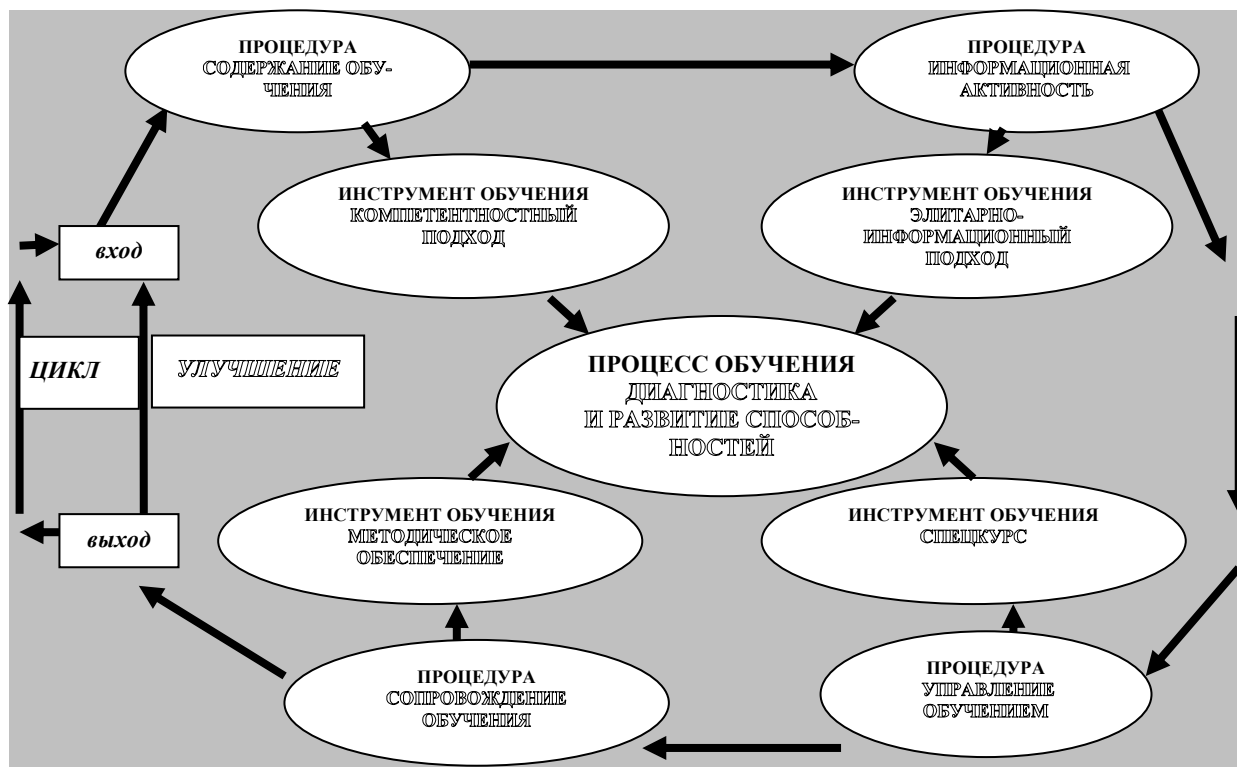 ПРОЦЕДУРА
СОДЕРЖАНИЕ ОБУ-
ЧЕНИЯ
ПРОЦЕДУРА
ИНФОРМАЦИОННАЯ
АКТИВНОСТЬ
ИНСТРУМЕНТ ОБУЧЕНИЯ
КОМПЕТЕНТНОСТНЫЙ
ПОДХОД
ИНСТРУМЕНТ ОБУЧЕНИЯ
ЭЛИТАРНО-
ИНФОРМАЦИОННЫЙ
ПОДХОД
вход
ЦИКЛ
УЛУЧШЕНИЕ
ПРОЦЕСС ОБУЧЕНИЯ
ДИАГНОСТИКА
И РАЗВИТИЕ СПОСОБ-
НОСТЕЙ
выход
ИНСТРУМЕНТ ОБУЧЕНИЯ
МЕТОДИЧЕСКОЕ
ОБЕСПЕЧЕНИЕ
ИНСТРУМЕНТ ОБУЧЕНИЯ
СПЕЦКУРС
ПРОЦЕДУРА
СОПРОВОЖДЕНИЕ
ОБУЧЕНИЯ
ПРОЦЕДУРА
УПРАВЛЕНИЕ
ОБУЧЕНИЕМ